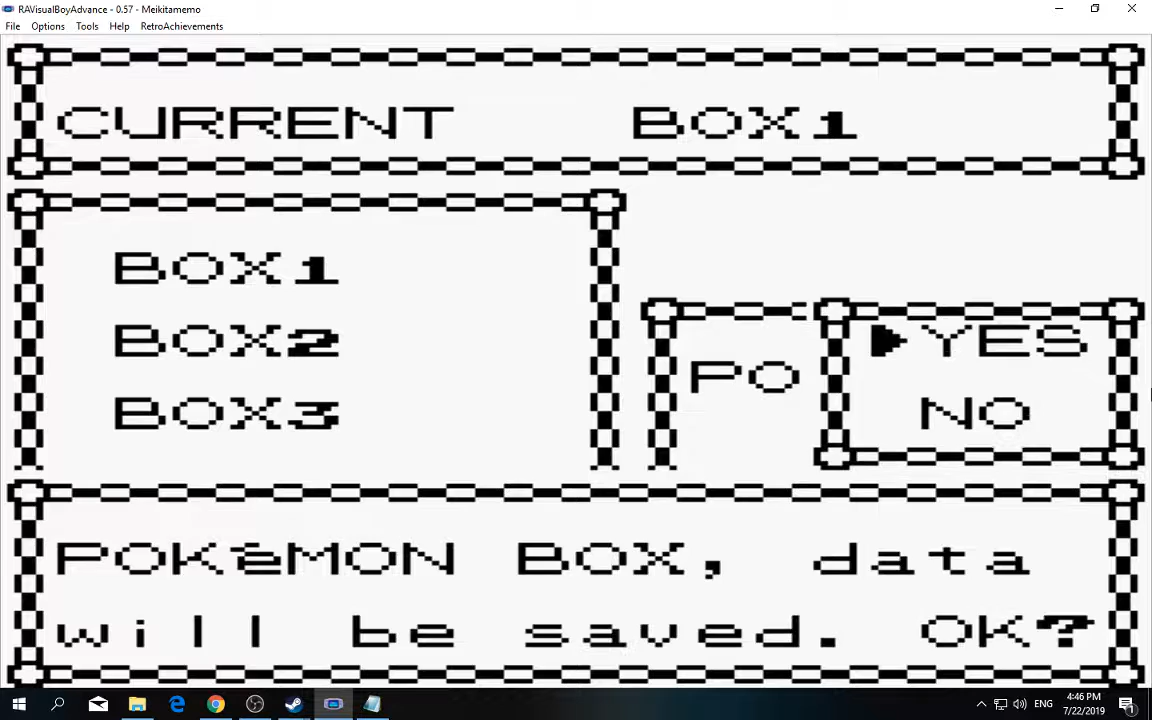 RAVisualBoyAdvance - 0.57 - Meikitamemo
File Options Tools Help RetroAchievements
CURRENT BOX1
BOX1
BOX2
BOX3
PO
YES
NO
POKéMON BOX, data
will be saved. OK?
ENG
4:46 PM
7/22/2019
1